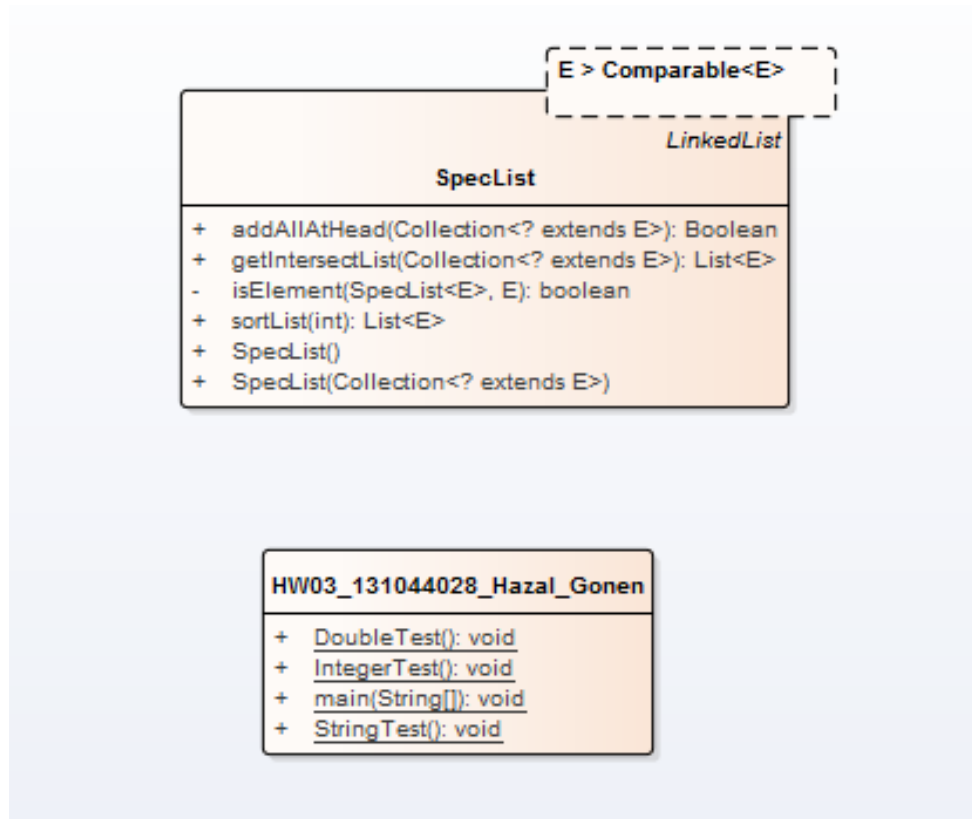 E > Comparable<E>
LinkedList
SpecList
+ addAllAtHead(Collection<? extends E>): Boolean
+ getIntersectList(Collection<? extends E>): List<E>
- isElement(SpecList<E>, E): boolean
+ sortList(int): List<E>
+ SpecList()
+ SpecList(Collection<? extends E>)
HW03_131044028_Hazal_Gonen
+ DoubleTest(): void
+ IntegerTest(): void
+ main(String[]): void
+ StringTest(): void